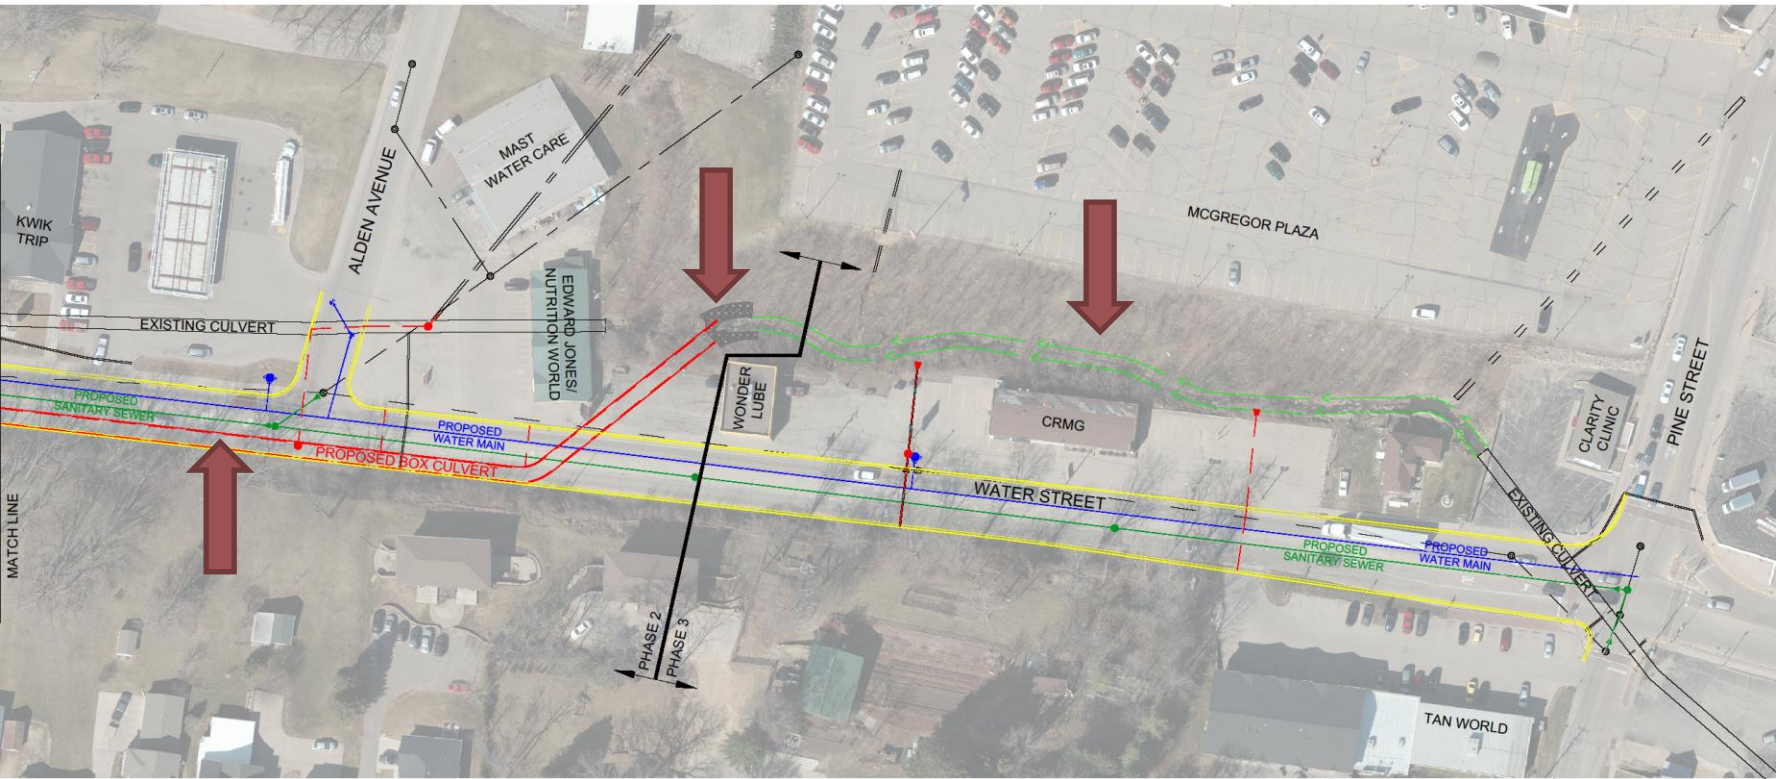 KWIK
TRIP
ALDEN AVENUE
MAST
WATER CARE
MCGREGOR PLAZA
EXISTING CULVERT
EDWARD JONES/
NUTRITION WORLD
WONDER
LUBE
CRMG
CLARITY
CLINIC
PINE STREET
PROPOSED
SANITARY SEWER
PROPOSED
WATER MAIN
PROPOSED BOX CULVERT
WATER STREET
EXISTING CULVERT
PROPOSED
SANITARY SEWER
PROPOSED
WATER MAIN
MATCH LINE
PHASE 2
PHASE 3
TAN WORLD